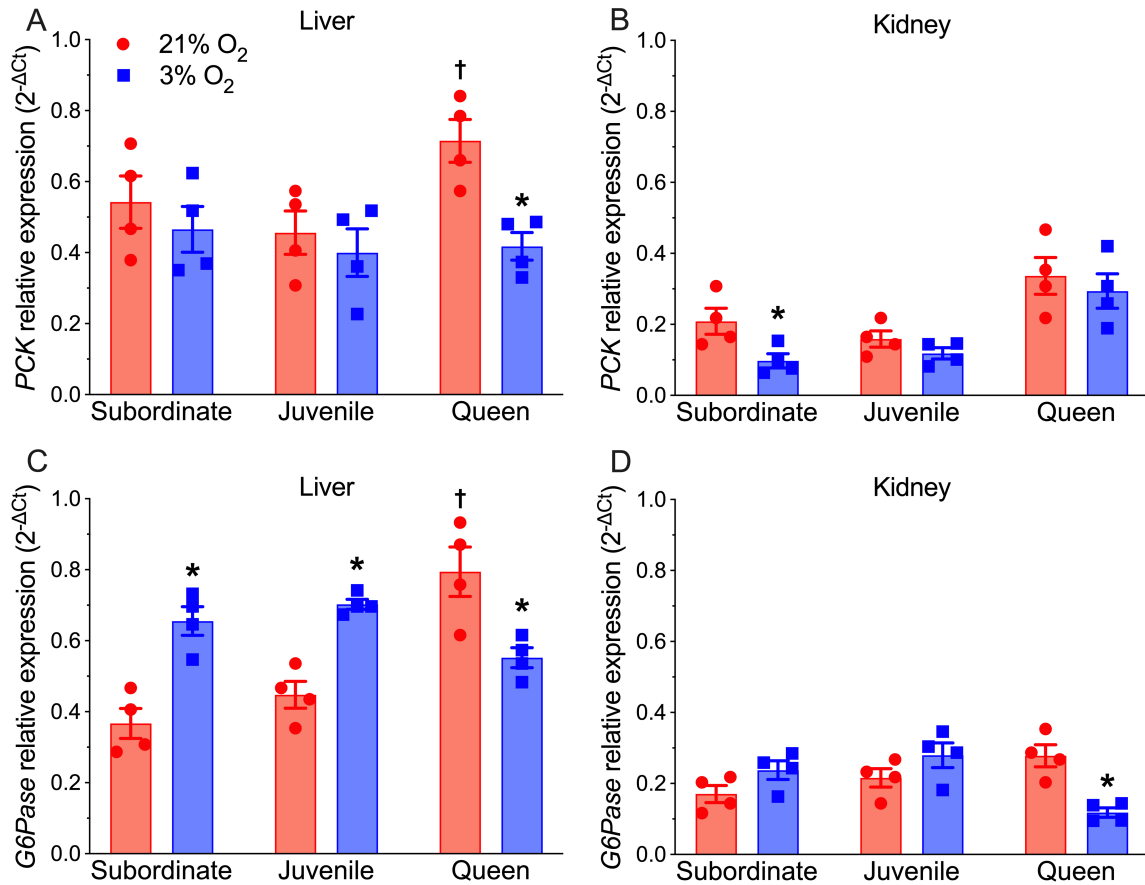 A
Liver
21% O2
3% O2
PCK relative expression (2-ΔCt)
1.0
0.8
0.6
0.4
0.2
0.0
†
*
Subordinate Juvenile Queen
B
Kidney
PCK relative expression (2-ΔCt)
1.0
0.8
0.6
0.4
0.2
0.0
*
Subordinate Juvenile Queen
C
Liver
G6Pase relative expression (2-ΔCt)
1.0
0.8
0.6
0.4
0.2
0.0
* * † *
Subordinate Juvenile Queen
D
Kidney
G6Pase relative expression (2-ΔCt)
1.0
0.8
0.6
0.4
0.2
0.0
*
Subordinate Juvenile Queen